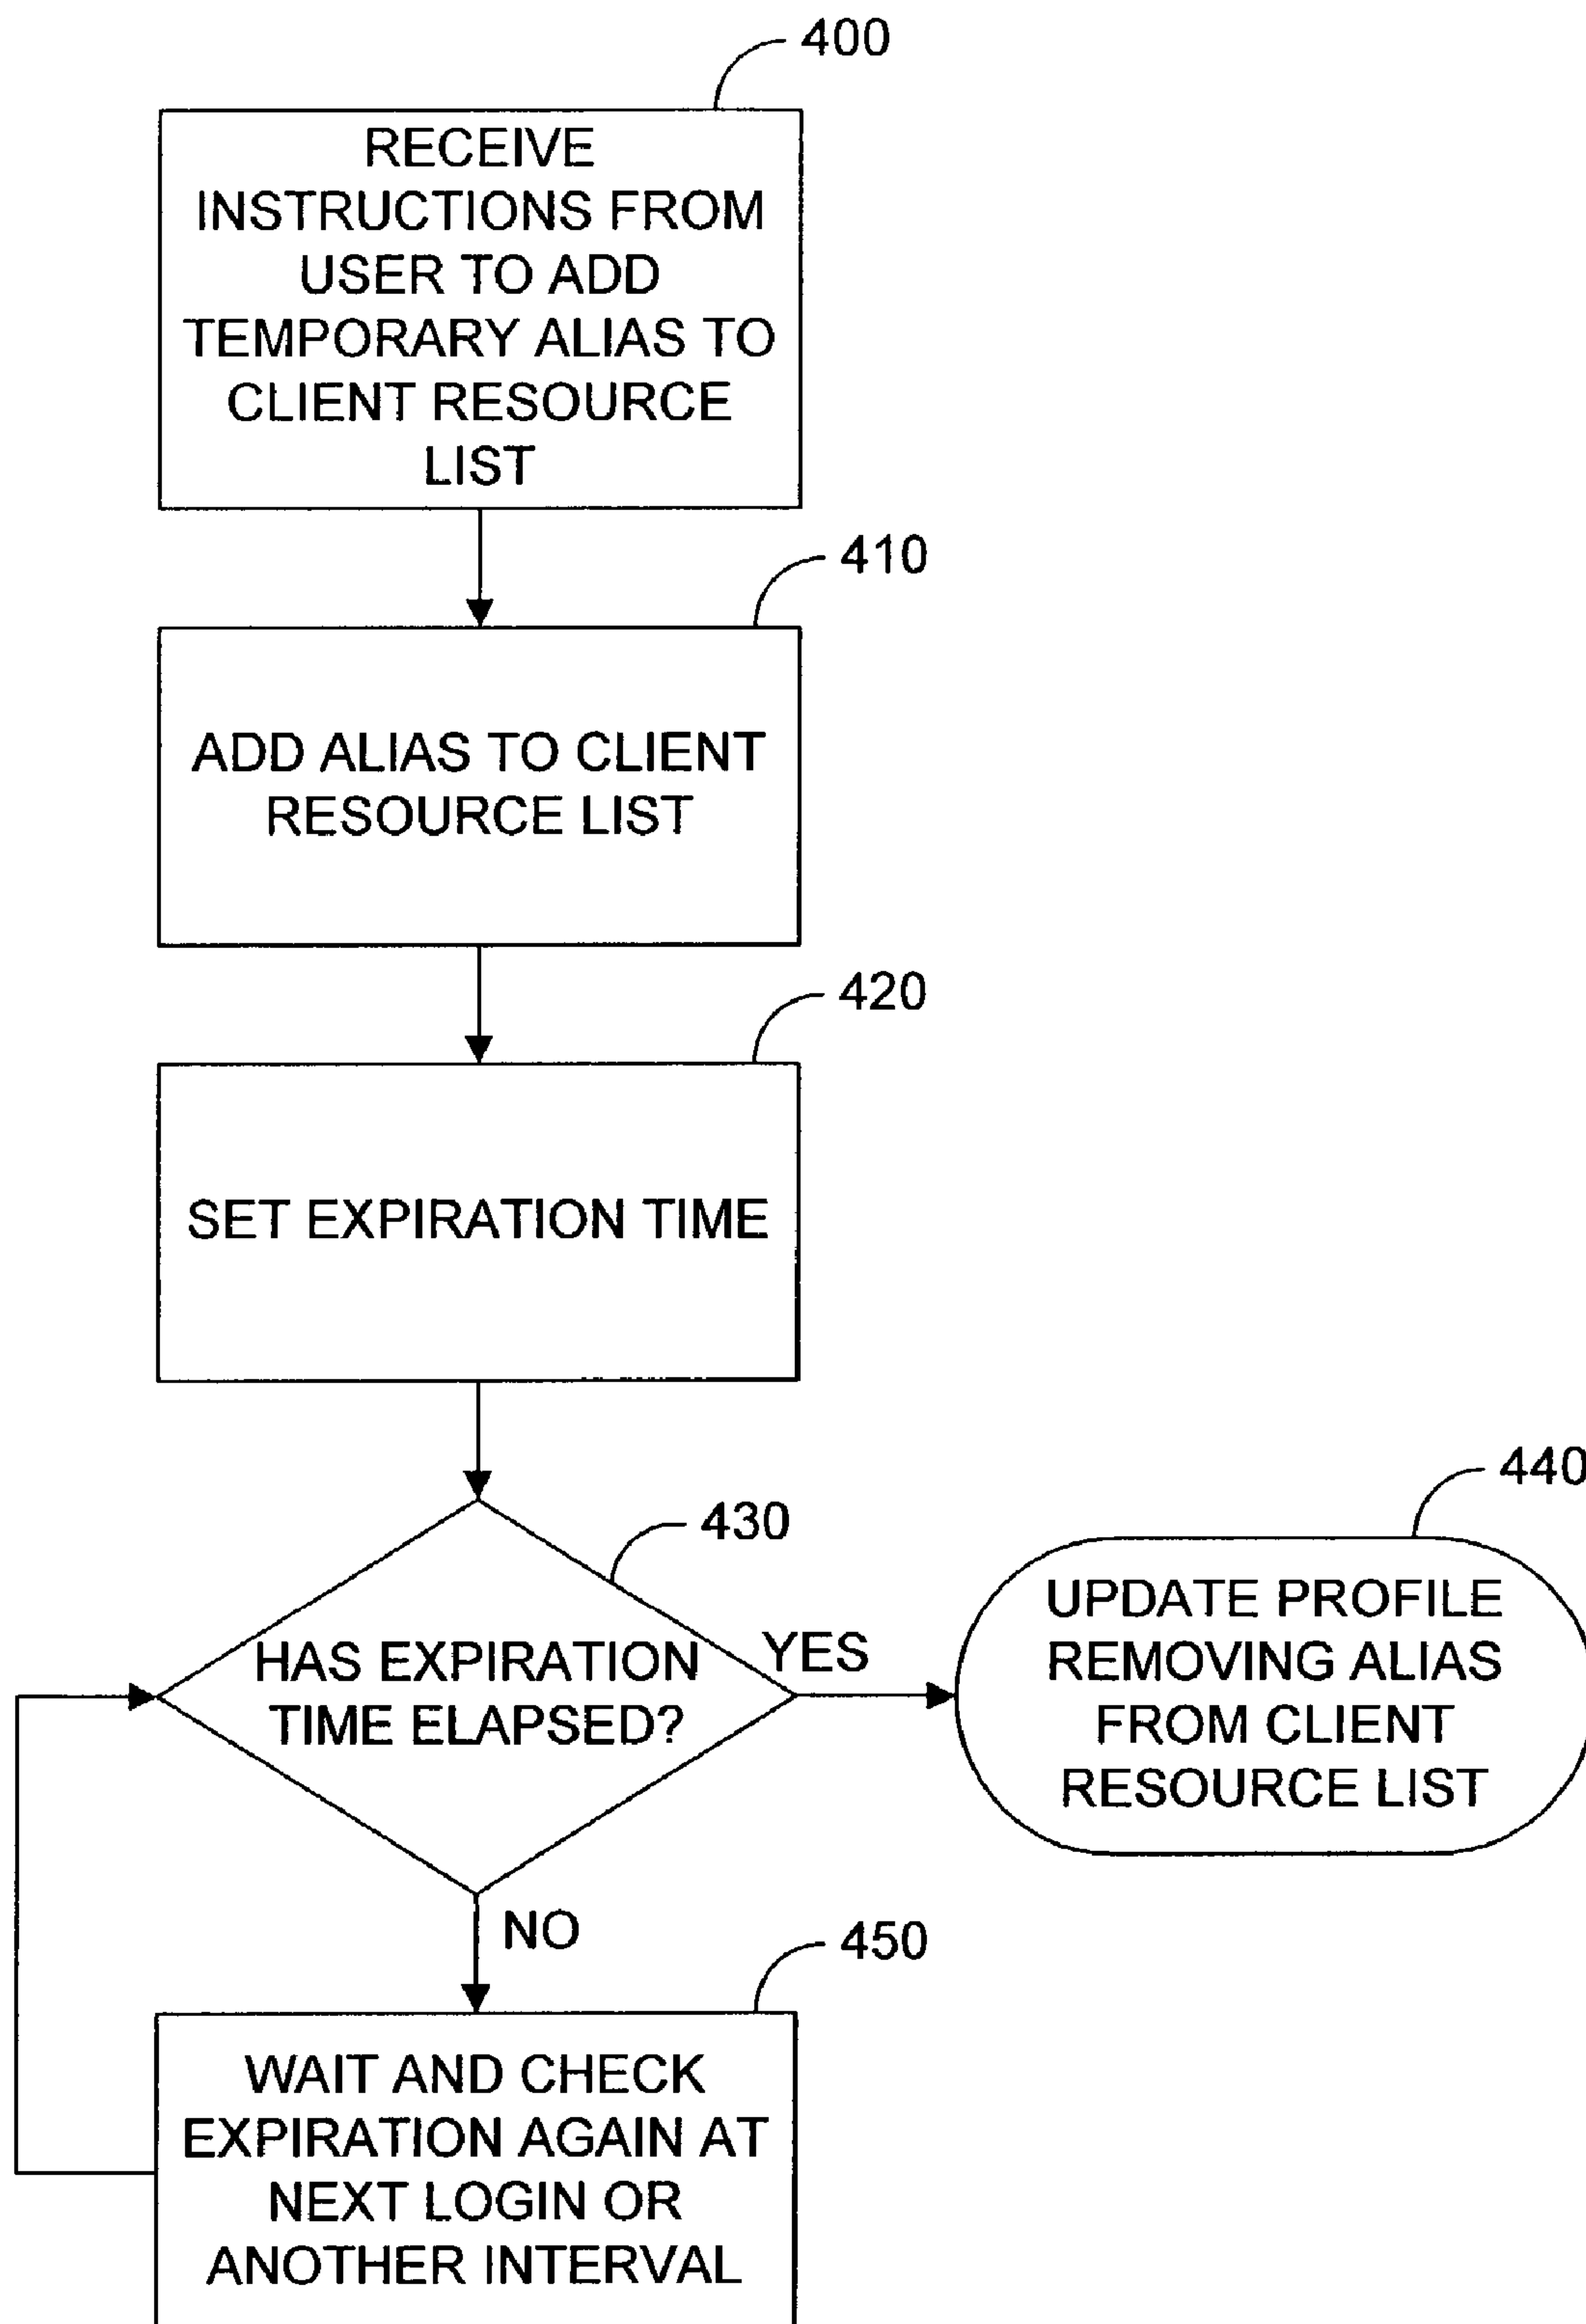 400
RECEIVE
INSTRUCTIONS FROM
USER TO ADD
TEMPORARY ALIAS TO
CLIENT RESOURCE
LIST
410
ADD ALIAS TO CLIENT
RESOURCE LIST
420
SET EXPIRATION TIME
430
HAS EXPIRATION
TIME ELAPSED?
YES
440
UPDATE PROFILE
REMOVING ALIAS
FROM CLIENT
RESOURCE LIST
NO
450
WAIT AND CHECK
EXPIRATION AGAIN AT
NEXT LOGIN OR
ANOTHER INTERVAL